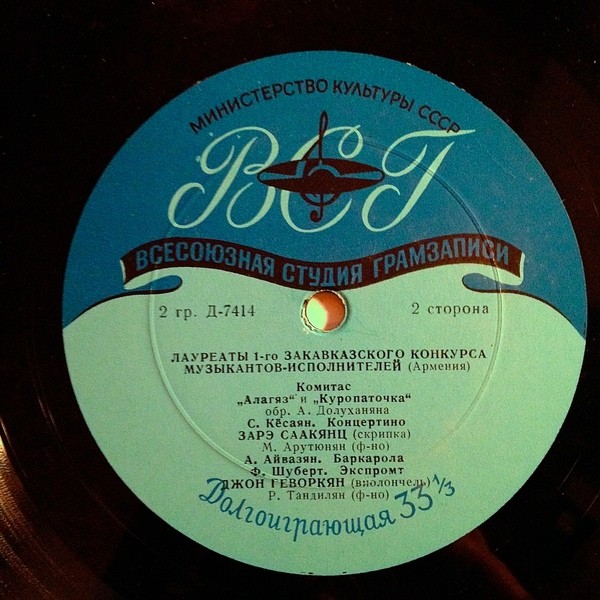 МИНИСТЕРСТВО КУЛЬТУРЫ СССР
ВСГ
ВСЕСОЮЗНАЯ СТУДИЯ ГРАМЗАПИСИ
2 гр. Д-7414
2 сторона
ЛАУРЕАТЫ 1-го ЗАКАВКАЗСКОГО КОНКУРСА
МУЗЫКАНТОВ-ИСПОЛНИТЕЛЕЙ (Армения)
Комитас
„Алагяз" и „Куропаточка"
обр. А. Долуханяна
С. Кёсаян. Концертино
ЗАРЭ СААКЯНЦ (скрипка)
М. Арутюнян (ф-но)
А. Айвазян. Баркарола
Ф. Шуберт. Экспромт
ДЖОН ГЕВОРКЯН (виолончель)
Р. Тандилян (ф-но)
Долгоиграющая 33 1/3